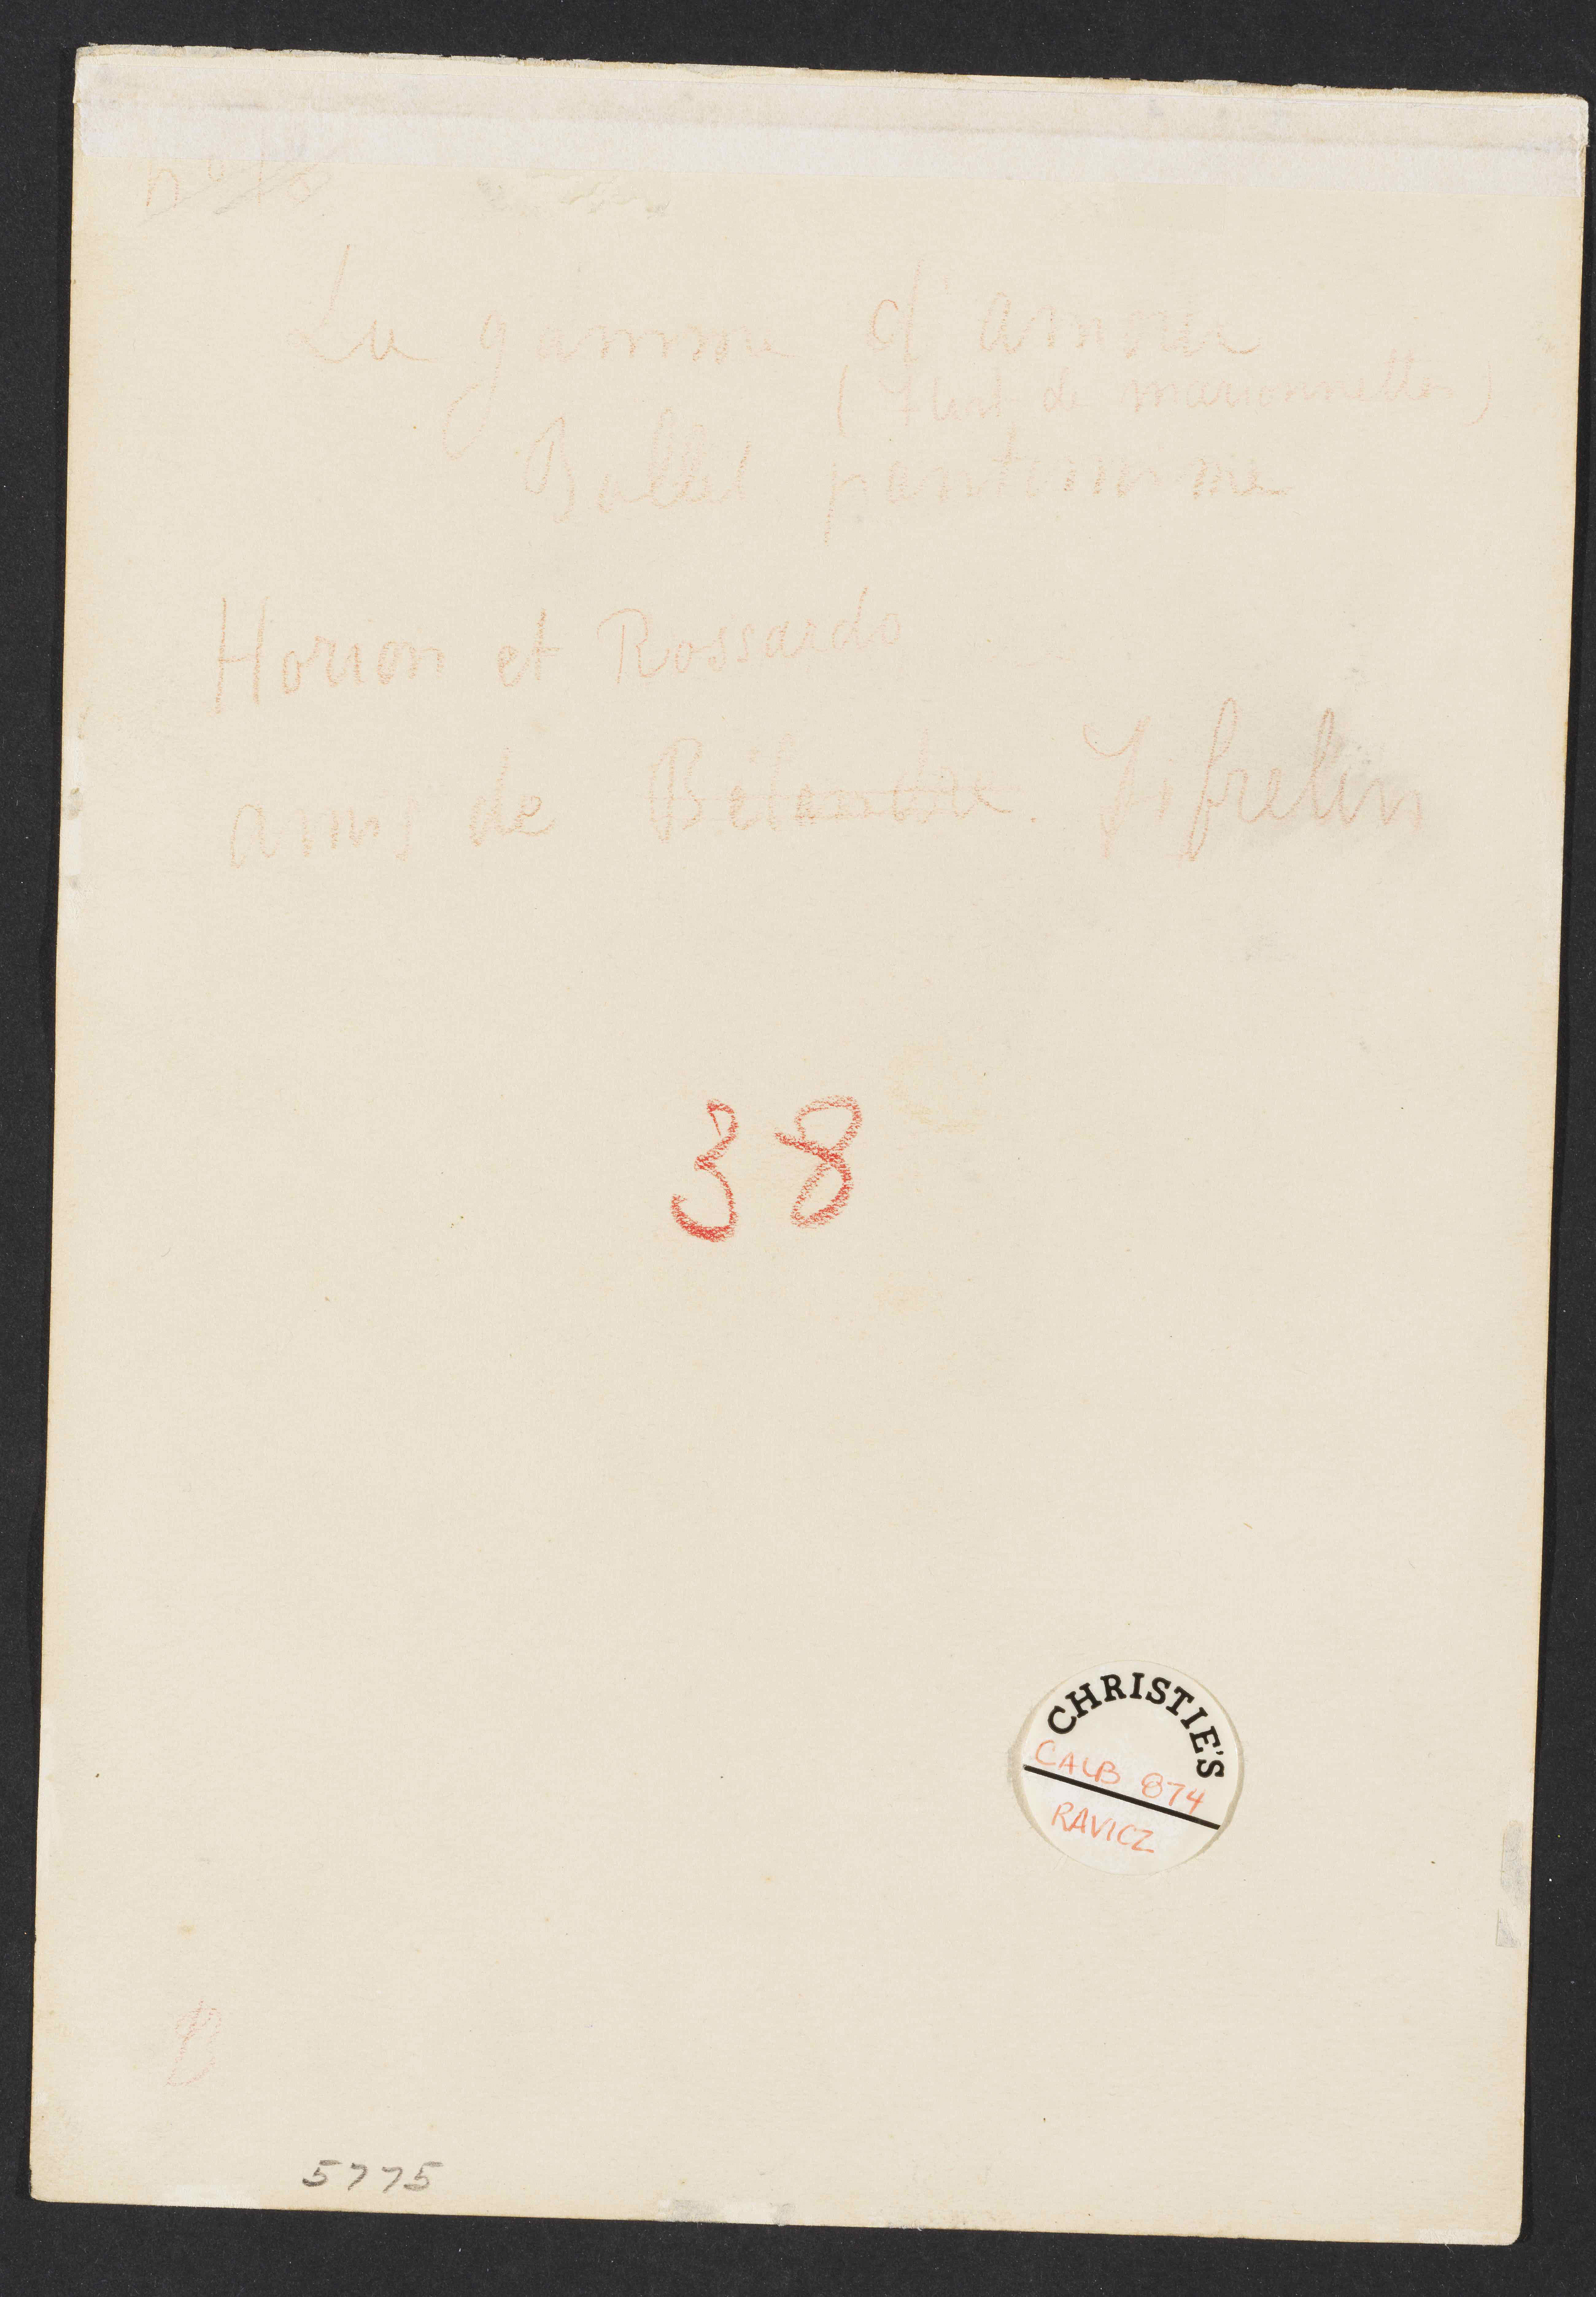 La gamme d'amour
(Flirt de marionnettes)
Ballet pantomime
Horion et Rossardo
amis de Bélandre. Fifrelin
38
CHRISTIE'S
CALB 874
RAVICZ
B
5775